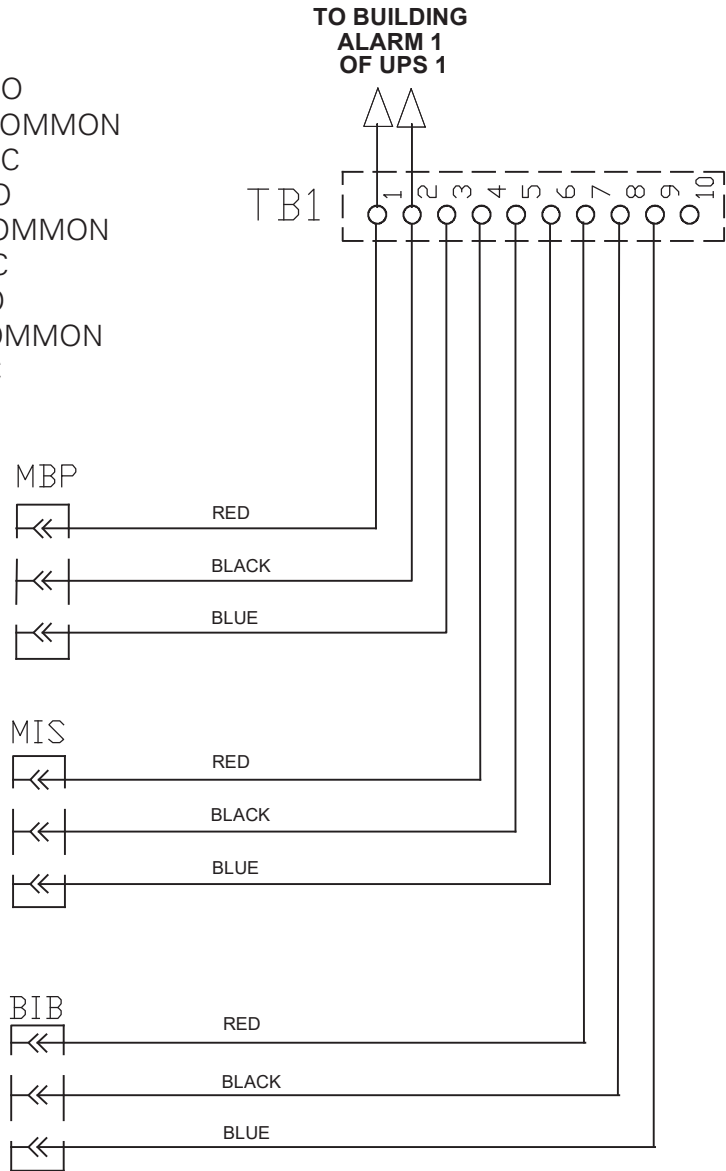 TO BUILDING
ALARM 1
OF UPS 1
O
OMMON
C
O
OMMON
C
O
OMMON
TB1
1 2 3 4 5 6 7 8 9 10
MBP
RED
BLACK
BLUE
MIS
RED
BLACK
BLUE
BIB
RED
BLACK
BLUE